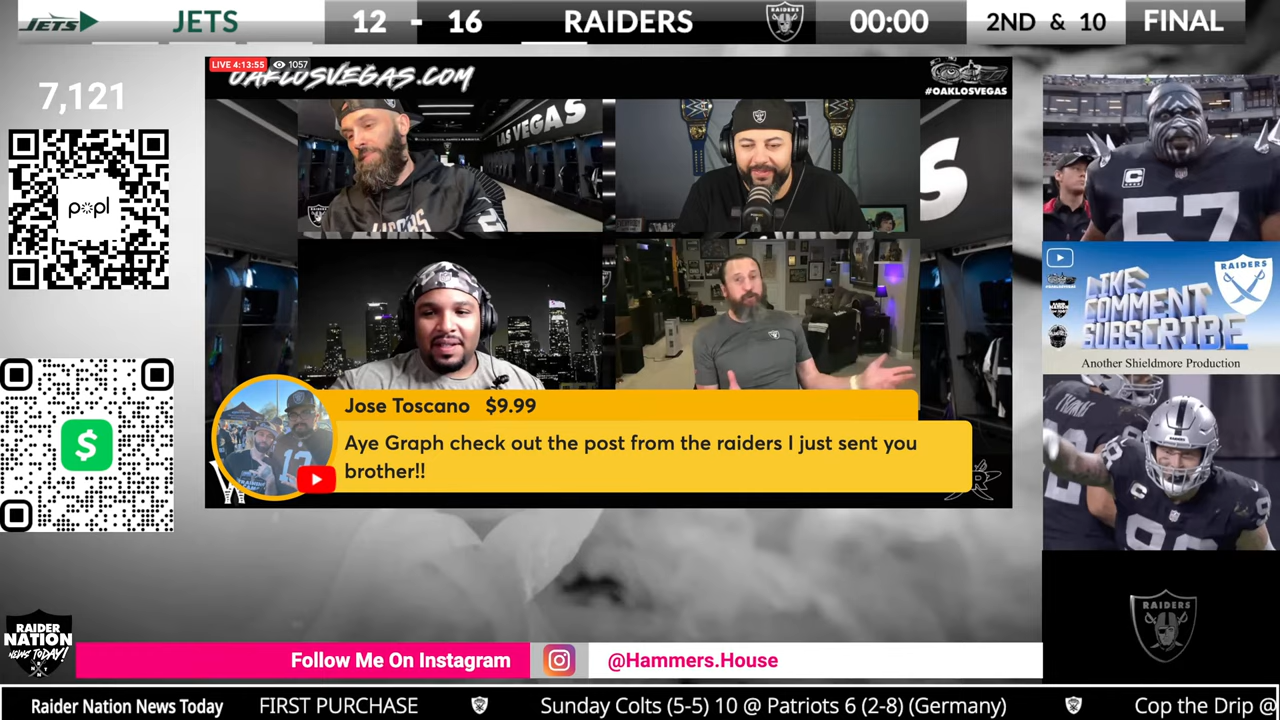 JETS
JETS
12 - 16
RAIDERS
RAIDERS
00:00
2ND & 10
FINAL
LIVE 4:13:55
1057
OAKLOSVEGAS.COM
#OAKLOSVEGAS
7,121
popl
LAS VEGAS
S
C
57
LIKE
COMMENT
SUBSCRIBE
RAIDERS
Another Shieldmore Production
Jose Toscano $9.99
Aye Graph check out the post from the raiders I just sent you
brother!!
$
C
98
RAIDERS
RAIDER
NATION
NEWS TODAY!
Follow Me On Instagram
@Hammers.House
Raider Nation News Today
FIRST PURCHASE
Sunday Colts (5-5) 10 @ Patriots 6 (2-8) (Germany)
Cop the Drip @